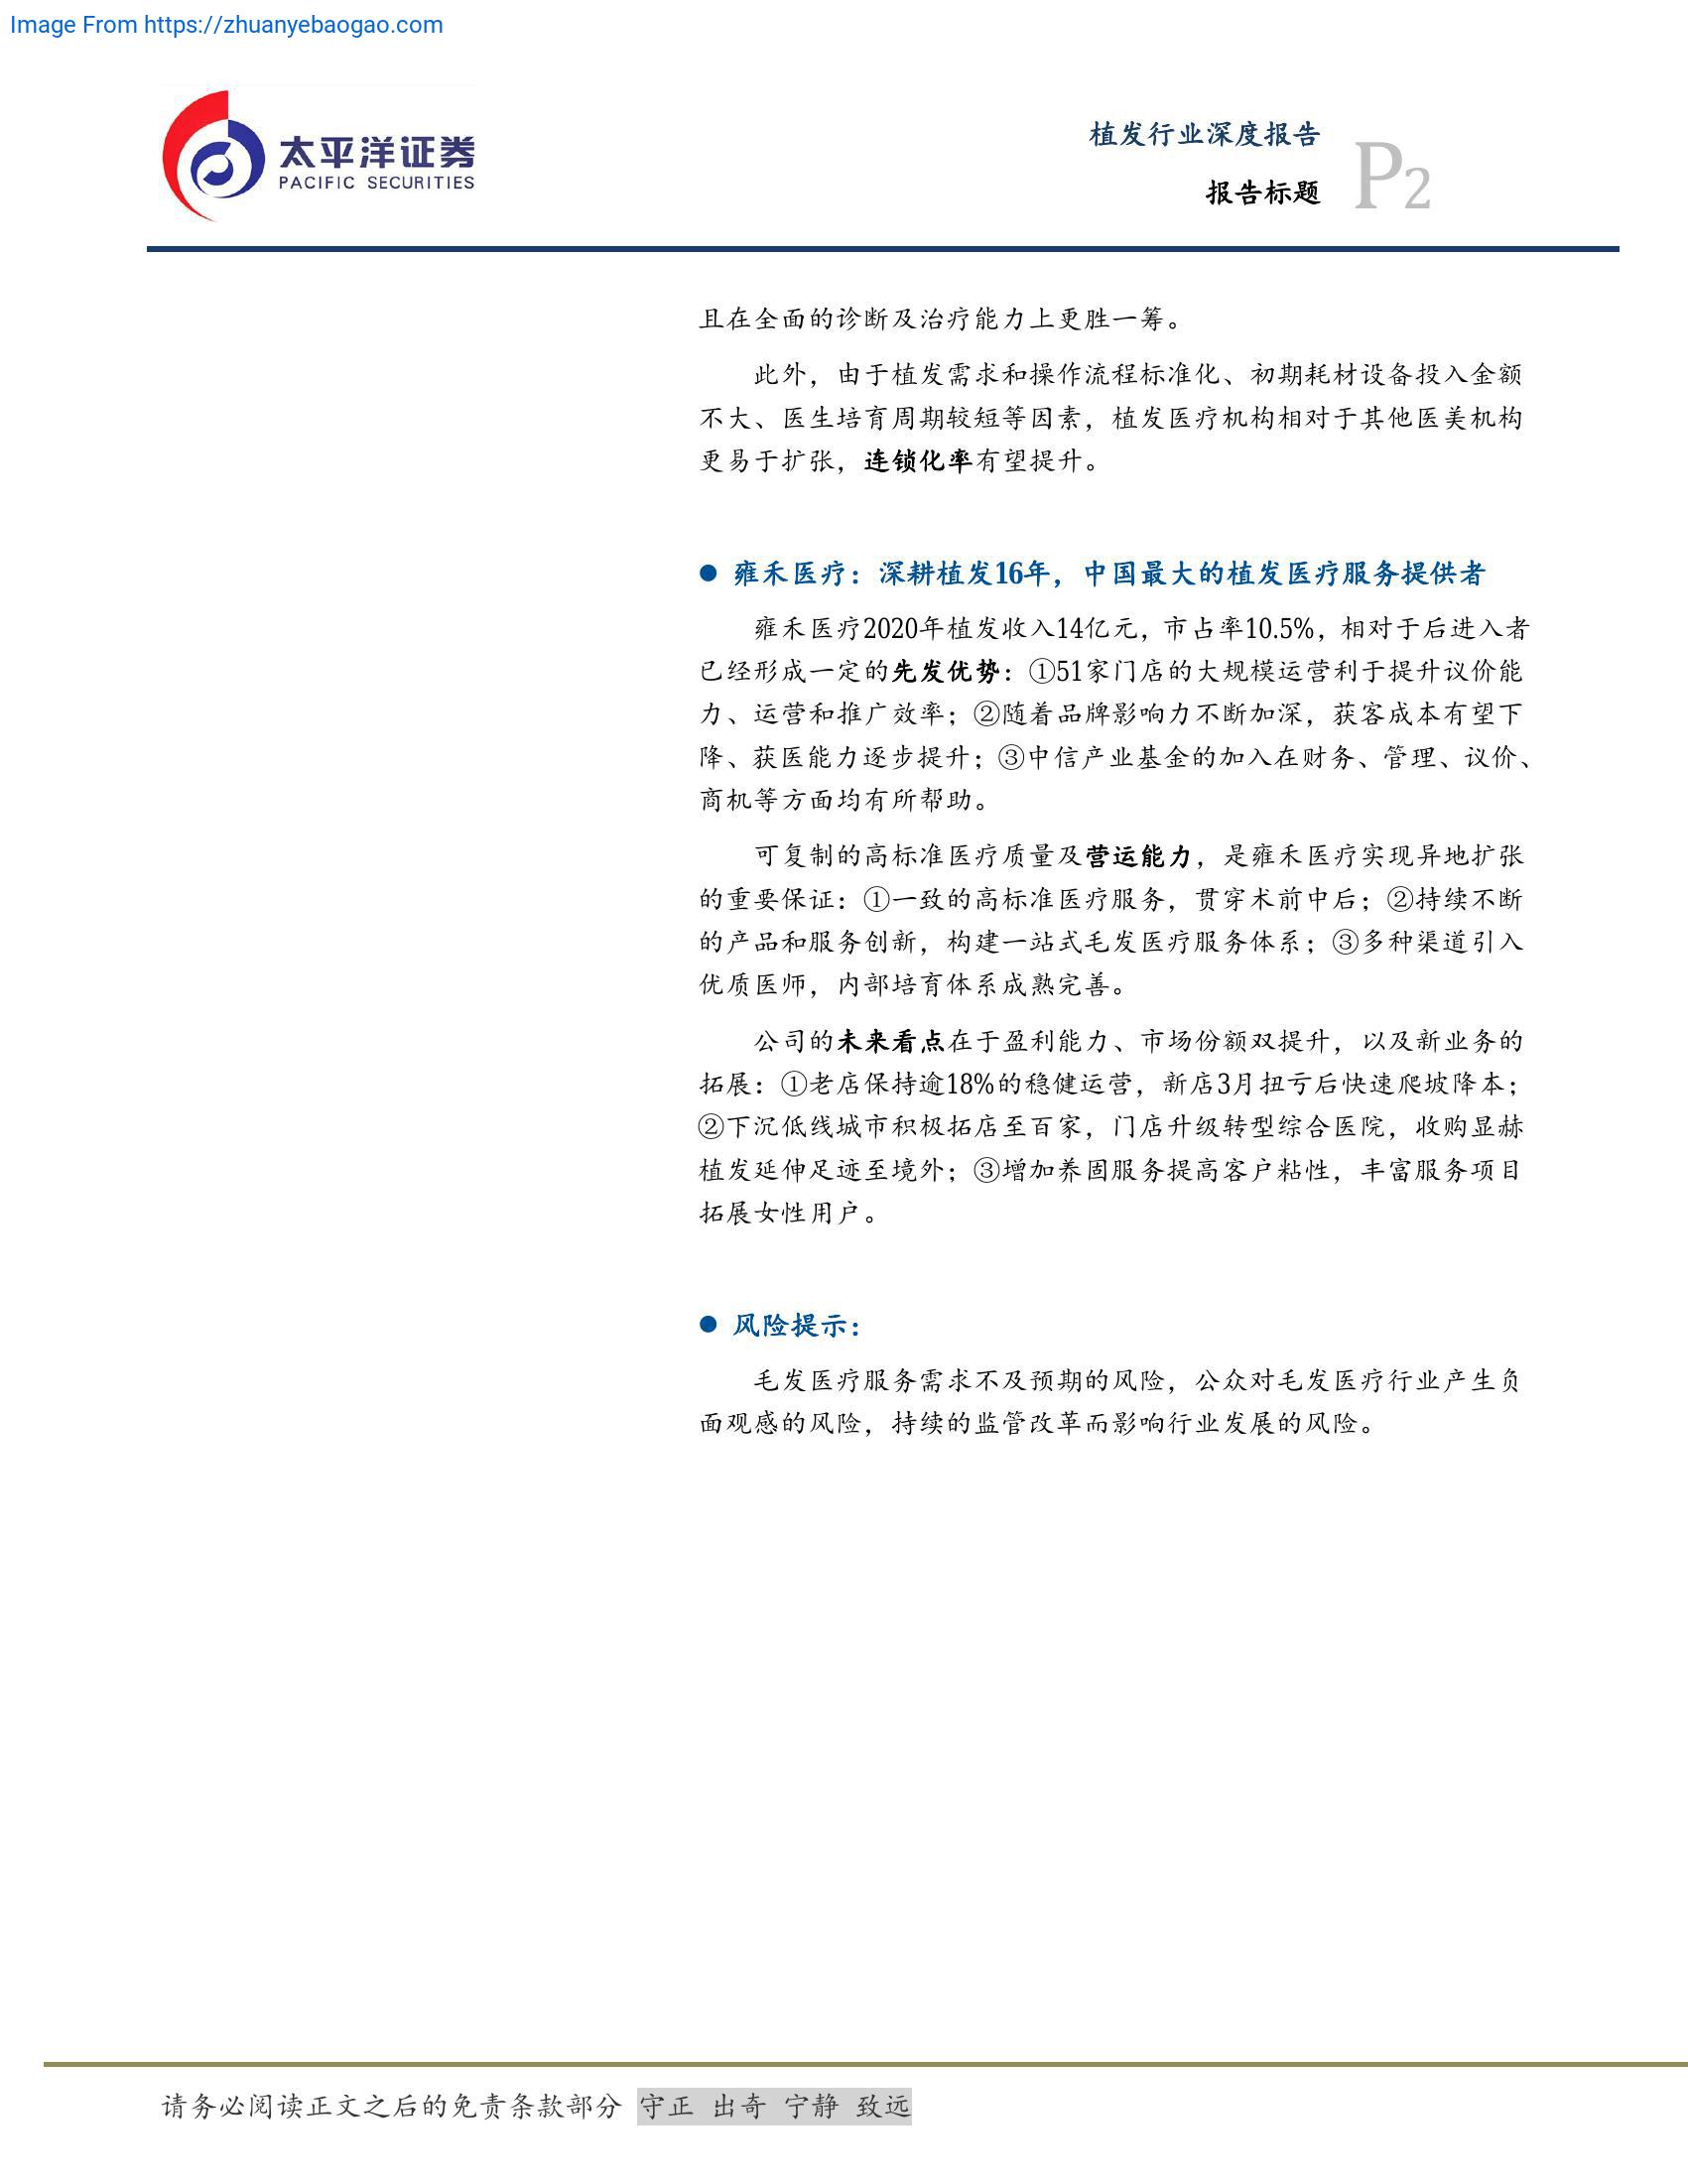 Image From https://zhuanyebaogao.com
太平洋证券
PACIFIC SECURITIES
植发行业深度报告
报告标题
P2
且在全面的诊断及治疗能力上更胜一筹。
此外，由于植发需求和操作流程标准化、初期耗材设备投入金额
不大、医生培育周期较短等因素，植发医疗机构相对于其他医美机构
更易于扩张，连锁化率有望提升。
● 雍禾医疗：深耕植发16年，中国最大的植发医疗服务提供者
雍禾医疗2020年植发收入14亿元，市占率10.5%，相对于后进入者
已经形成一定的先发优势：①51家门店的大规模运营利于提升议价能
力、运营和推广效率；②随着品牌影响力不断加深，获客成本有望下
降、获医能力逐步提升；③中信产业基金的加入在财务、管理、议价、
商机等方面均有所帮助。
可复制的高标准医疗质量及营运能力，是雍禾医疗实现异地扩张
的重要保证：①一致的高标准医疗服务，贯穿术前中后；②持续不断
的产品和服务创新，构建一站式毛发医疗服务体系；③多种渠道引入
优质医师，内部培育体系成熟完善。
公司的未来看点在于盈利能力、市场份额双提升，以及新业务的
拓展：①老店保持逾18%的稳健运营，新店3月扭亏后快速爬坡降本；
②下沉低线城市积极拓店至百家，门店升级转型综合医院，收购显赫
植发延伸足迹至境外；③增加养固服务提高客户粘性，丰富服务项目
拓展女性用户。
● 风险提示：
毛发医疗服务需求不及预期的风险，公众对毛发医疗行业产生负
面观感的风险，持续的监管改革而影响行业发展的风险。
请务必阅读正文之后的免责条款部分 守正 出奇 宁静 致远